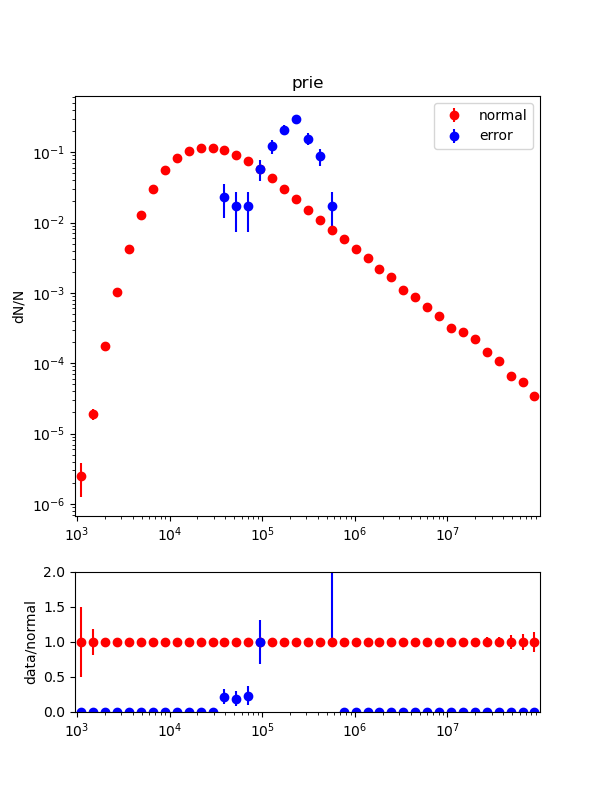 prie
normal
error
dN/N
10⁻¹
10⁻²
10⁻³
10⁻⁴
10⁻⁵
10⁻⁶
10³ 10⁴ 10⁵ 10⁶ 10⁷
data/normal
2.0
1.5
1.0
0.5
0.0
10³ 10⁴ 10⁵ 10⁶ 10⁷